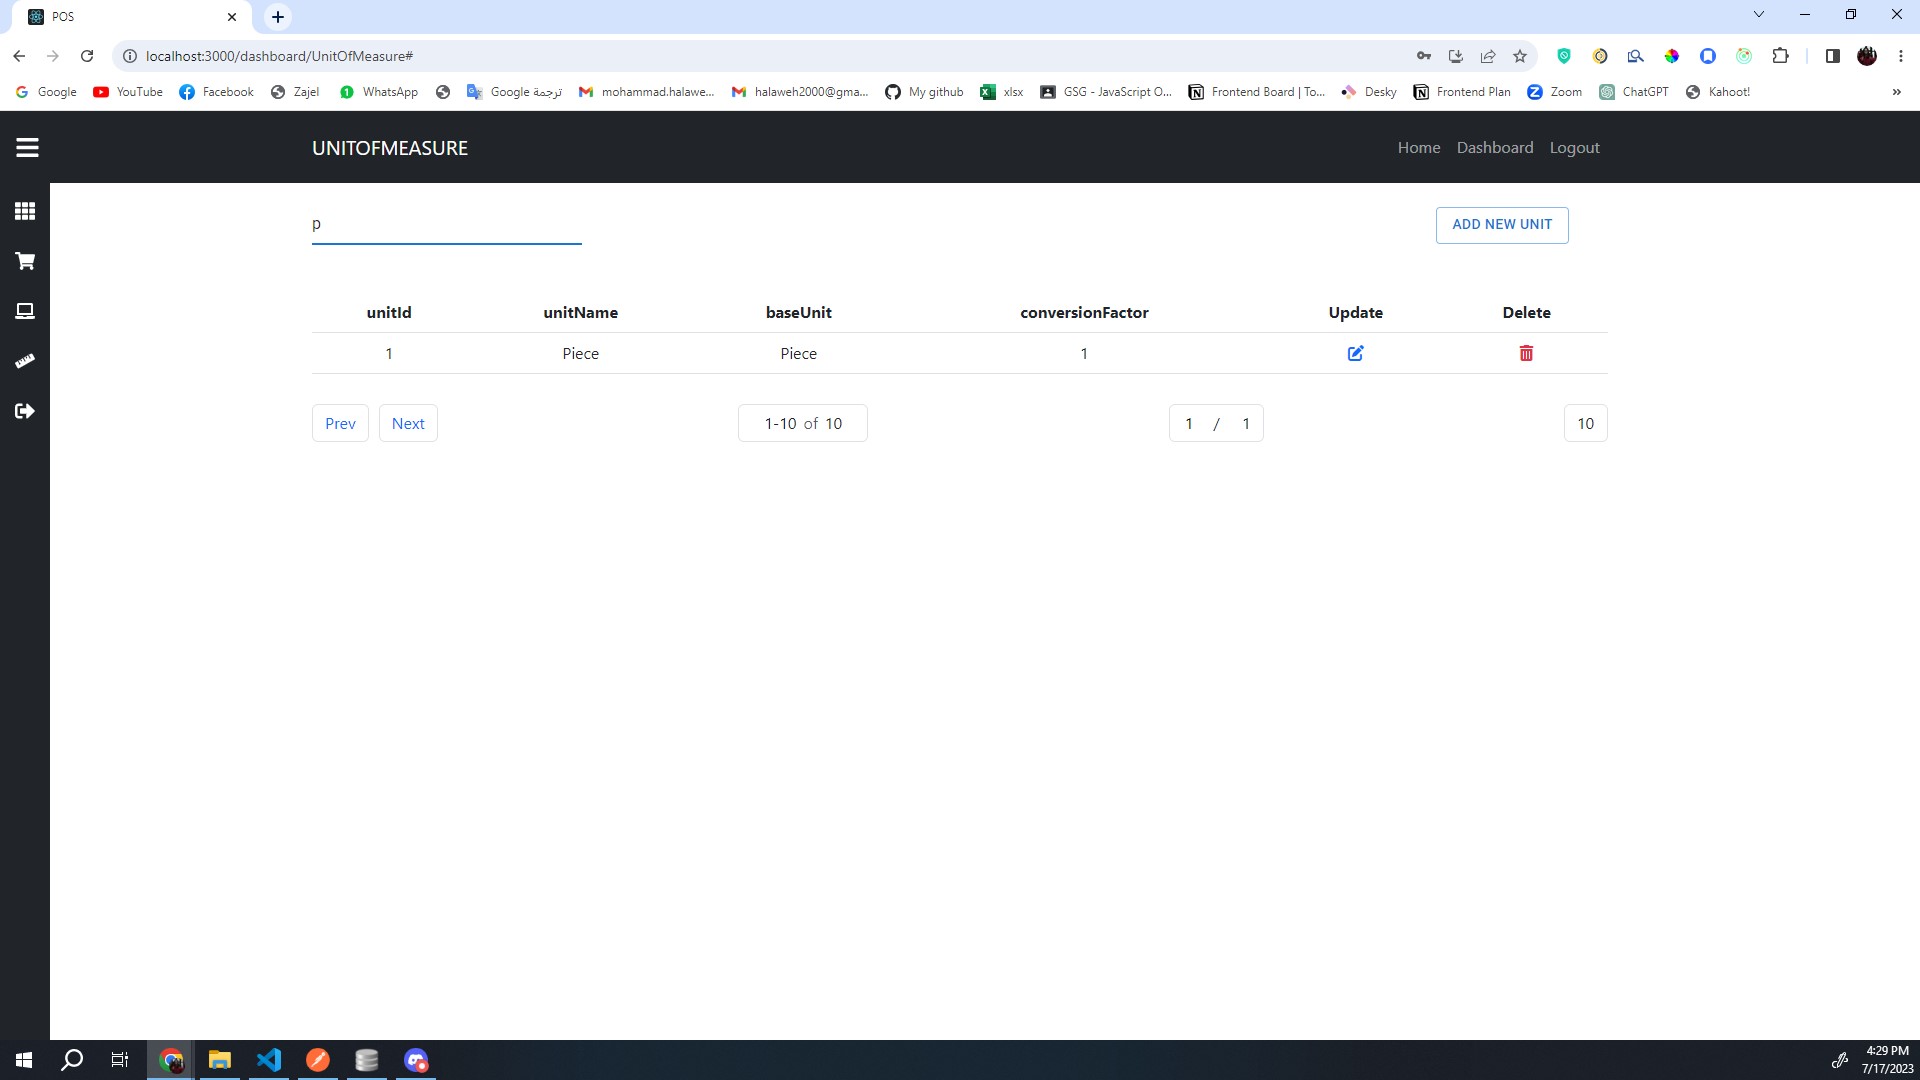 POS
localhost:3000/dashboard/UnitOfMeasure#
Google YouTube Facebook Zajel WhatsApp Google ترجمة mohammad.halawe... halaweh2000@gma... My github xlsx GSG - JavaScript O... Frontend Board | To... Desky Frontend Plan Zoom ChatGPT Kahoot! »
UNITOFMEASURE Home Dashboard Logout
p ADD NEW UNIT
unitId unitName baseUnit conversionFactor Update Delete
1 Piece Piece 1
Prev Next 1-10 of 10 1 / 1 10
4:29 PM
7/17/2023